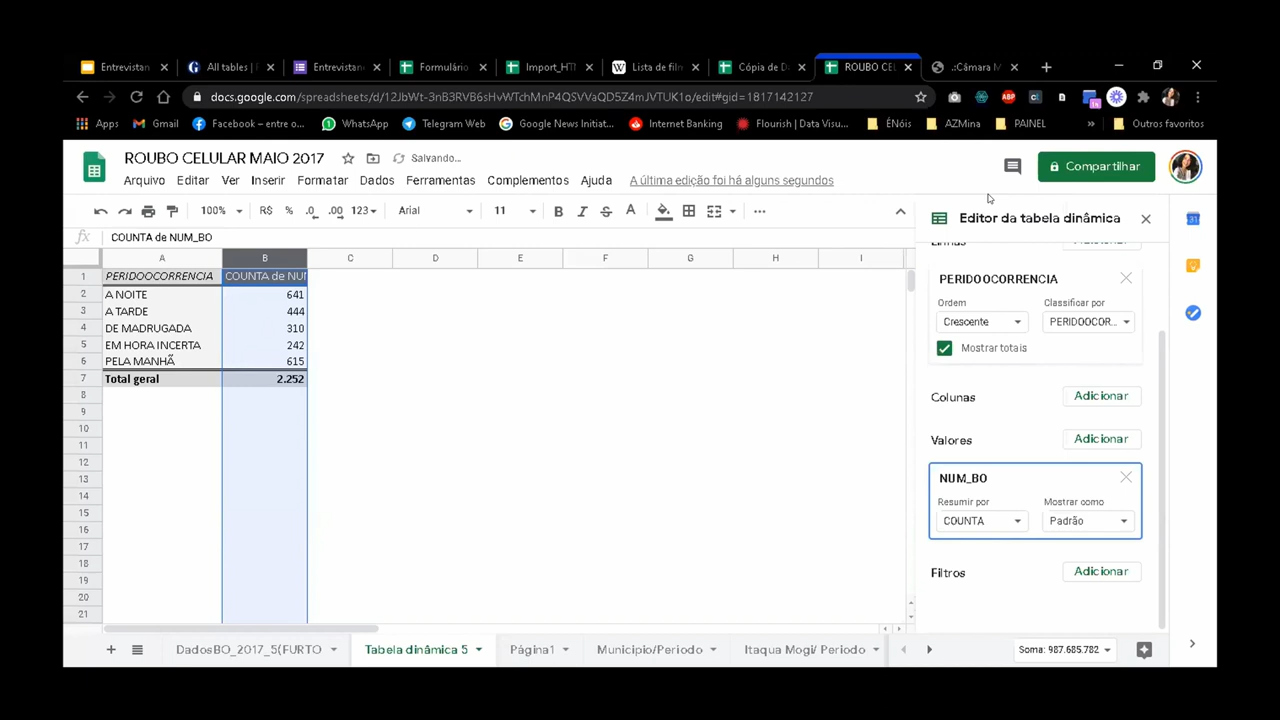 Entrevistan
All tables | F
Entrevistan
Formulário
Import_HTM
Lista de film
Cópia de D
ROUBO CEL
.:Câmara M
docs.google.com/spreadsheets/d/12JbWt-3nB3RVB6sHvWTchMnP4QSVVaQD5Z4mJVTUK1o/edit#gid=1817142127
Apps
Gmail
Facebook – entre o...
WhatsApp
Telegram Web
Google News Initiat...
Internet Banking
Flourish | Data Visu...
ÉNóis
AZMina
PAINEL
»
Outros favoritos
ROUBO CELULAR MAIO 2017
Salvando...
Compartilhar
Arquivo Editar Ver Inserir Formatar Dados Ferramentas Complementos Ajuda A última edição foi há alguns segundos
100% R$ % .0 .00 123 Arial 11 B I S A
Editor da tabela dinâmica
fx COUNTA de NUM_BO
A B C D E F G H I
1 PERIDOOCORRENCIA COUNTA de NUM
2 A NOITE 641
3 A TARDE 444
4 DE MADRUGADA 310
5 EM HORA INCERTA 242
6 PELA MANHÃ 615
7 Total geral 2.252
8
9
10
11
12
13
14
15
16
17
18
19
20
21
Linhas Adicionar
PERIDOOCORRENCIA
Ordem Classificar por
Crescente PERIDOOCOR...
Mostrar totais
Colunas Adicionar
Valores Adicionar
NUM_BO
Resumir por Mostrar como
COUNTA Padrão
Filtros Adicionar
31
DadosBO_2017_5(FURTO
Tabela dinâmica 5
Página1
Municipio/Periodo
Itaqua Mogi/ Periodo
Soma: 987.685.782